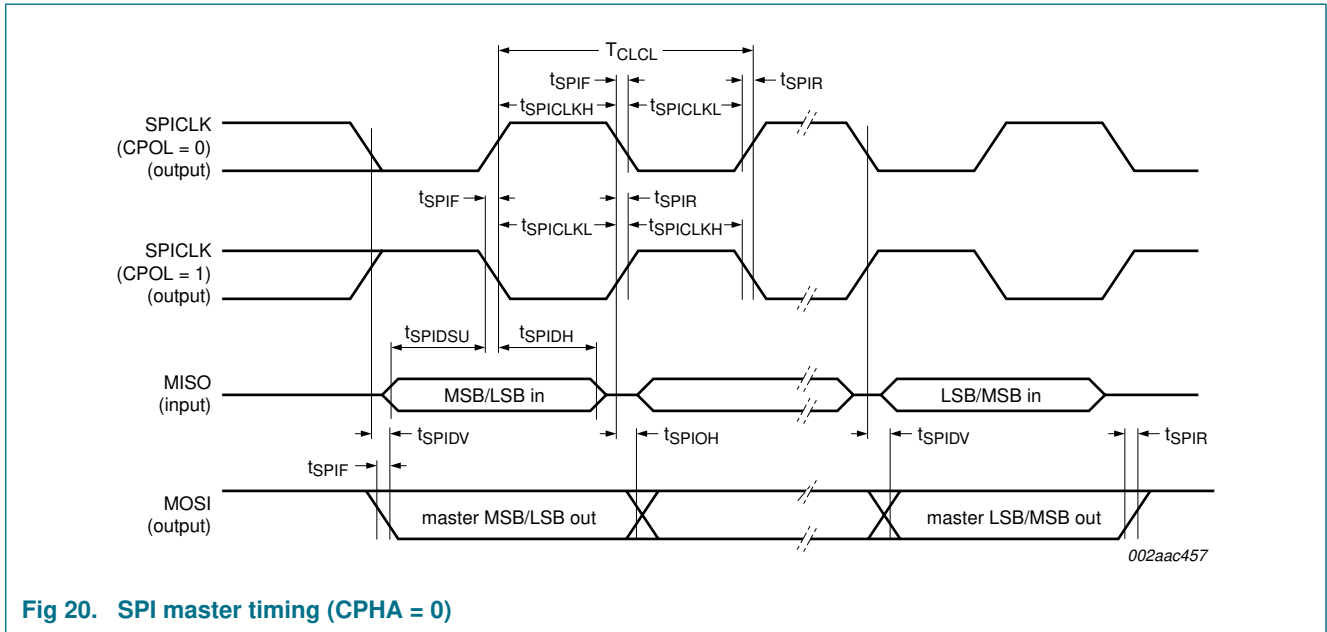 TCLCL
tSPIF
tSPIR
tSPICLKH
tSPICLKL
SPICLK
(CPOL = 0)
(output)
tSPIF
tSPIR
tSPICLKL
tSPICLKH
SPICLK
(CPOL = 1)
(output)
tSPIDSU
tSPIDH
MISO
(input)
MSB/LSB in
LSB/MSB in
tSPIDV
tSPIOH
tSPIDV
tSPIR
tSPIF
MOSI
(output)
master MSB/LSB out
master LSB/MSB out
002aac457
Fig 20. SPI master timing (CPHA = 0)